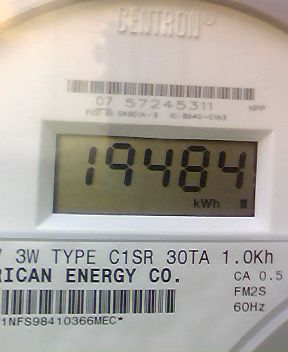 CENTRON®
07 57245311
19484
kWh
3W TYPE C1SR 30TA 1.0Kh
RICAN ENERGY CO.
CA 0.5
FM2S
60Hz
1NFS98410366MEC*